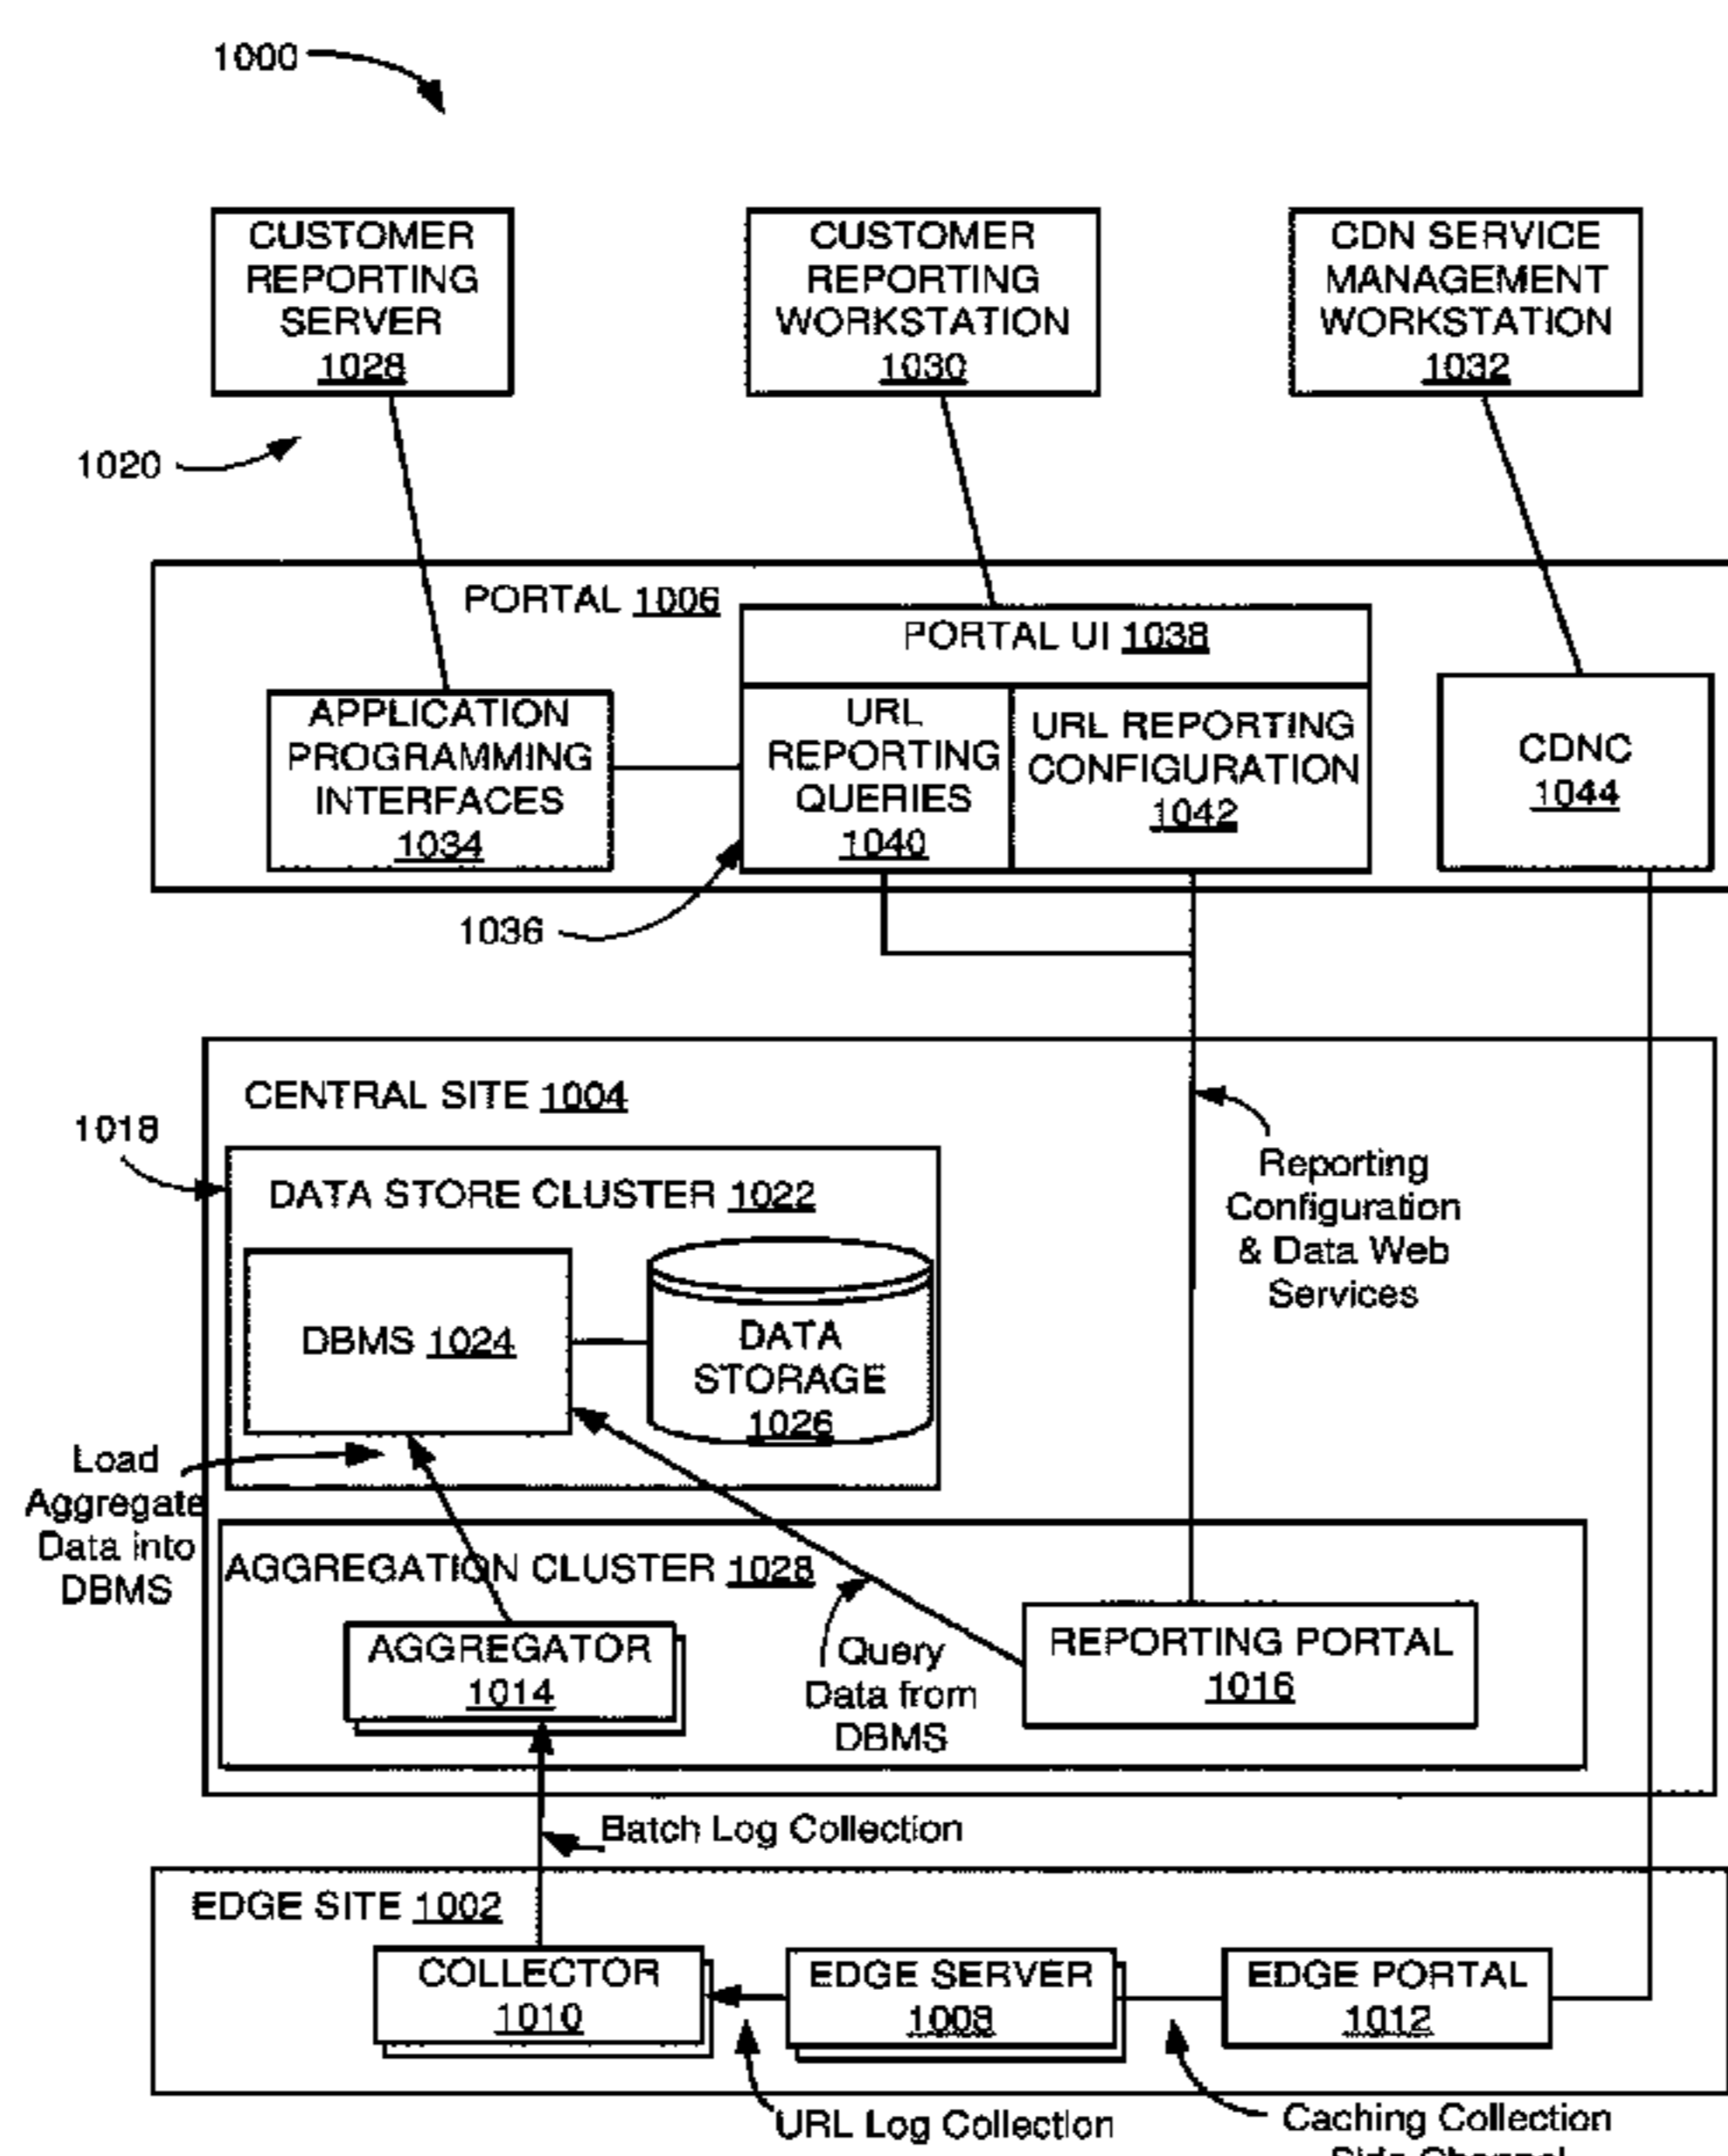 1000
CUSTOMER
REPORTING
SERVER
1028
CUSTOMER
REPORTING
WORKSTATION
1030
CDN SERVICE
MANAGEMENT
WORKSTATION
1032
1020
PORTAL 1006
PORTAL UI 1038
APPLICATION
PROGRAMMING
INTERFACES
1034
URL
REPORTING
QUERIES
1040
URL REPORTING
CONFIGURATION
1042
CDNC
1044
1036
CENTRAL SITE 1004
1018
DATA STORE CLUSTER 1022
DBMS 1024
DATA
STORAGE
1026
Reporting
Configuration
& Data Web
Services
Load
Aggregate
Data into
DBMS
AGGREGATION CLUSTER 1028
AGGREGATOR
1014
Query
Data from
DBMS
REPORTING PORTAL
1016
Batch Log Collection
EDGE SITE 1002
COLLECTOR
1010
EDGE SERVER
1008
EDGE PORTAL
1012
URL Log Collection
Caching Collection